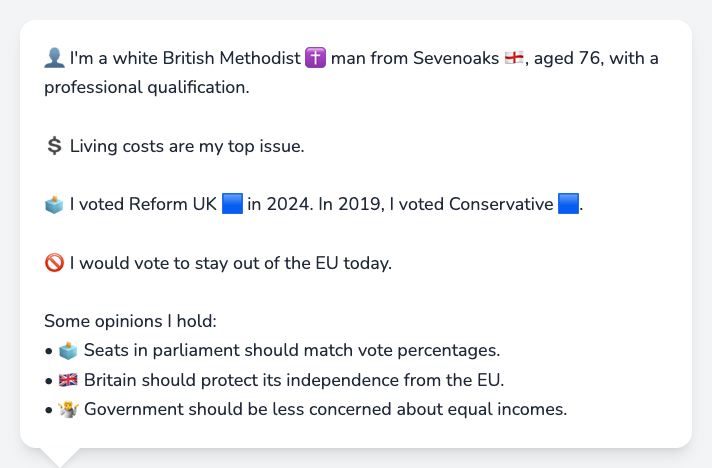 👤 I'm a white British Methodist ✝️ man from Sevenoaks 🏴󠁧󠁢󠁥󠁮󠁧󠁿, aged 76, with a
professional qualification.
💲 Living costs are my top issue.
🗳️ I voted Reform UK 🟦 in 2024. In 2019, I voted Conservative 🟦.
🚫 I would vote to stay out of the EU today.
Some opinions I hold:
• 🗳️ Seats in parliament should match vote percentages.
• 🇬🇧 Britain should protect its independence from the EU.
• 🤷 Government should be less concerned about equal incomes.